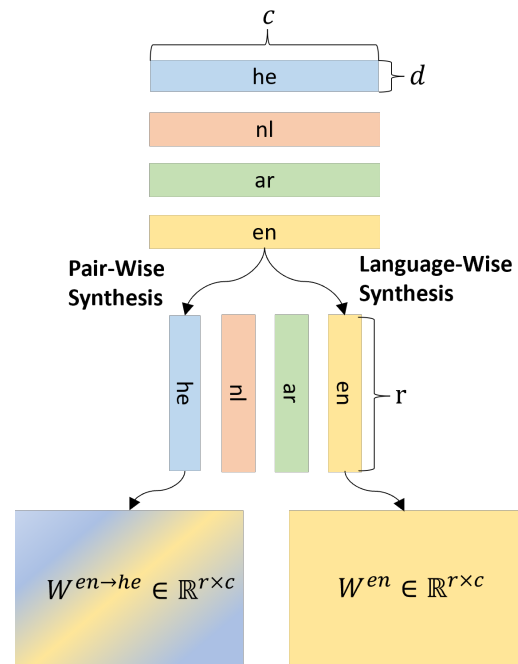 c
he
d
nl
ar
en
Pair-Wise
Synthesis
Language-Wise
Synthesis
he
nl
ar
en
r
W^{en→he} ∈ ℝ^{r×c}
W^{en} ∈ ℝ^{r×c}